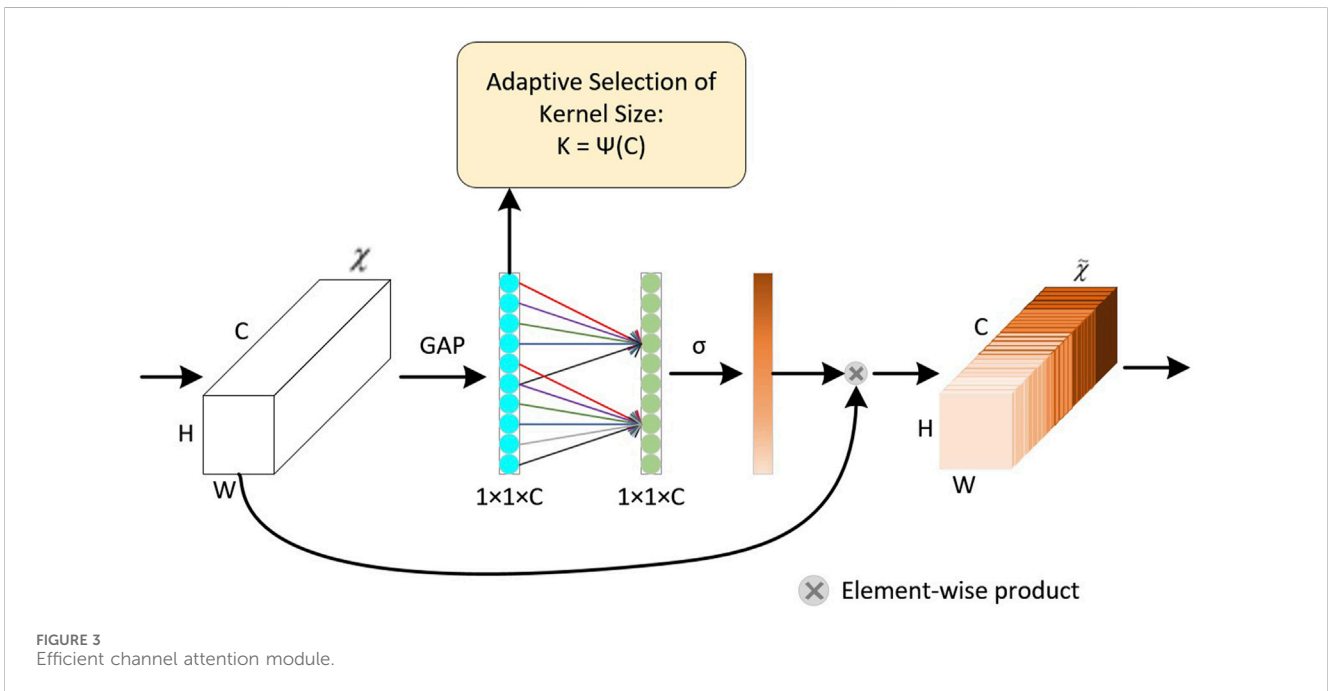 Adaptive Selection of
Kernel Size:
K = Ψ(C)
χ
C
H
W
GAP
1×1×C
1×1×C
σ
χ̃
C
H
W
Element-wise product
FIGURE 3
Efficient channel attention module.